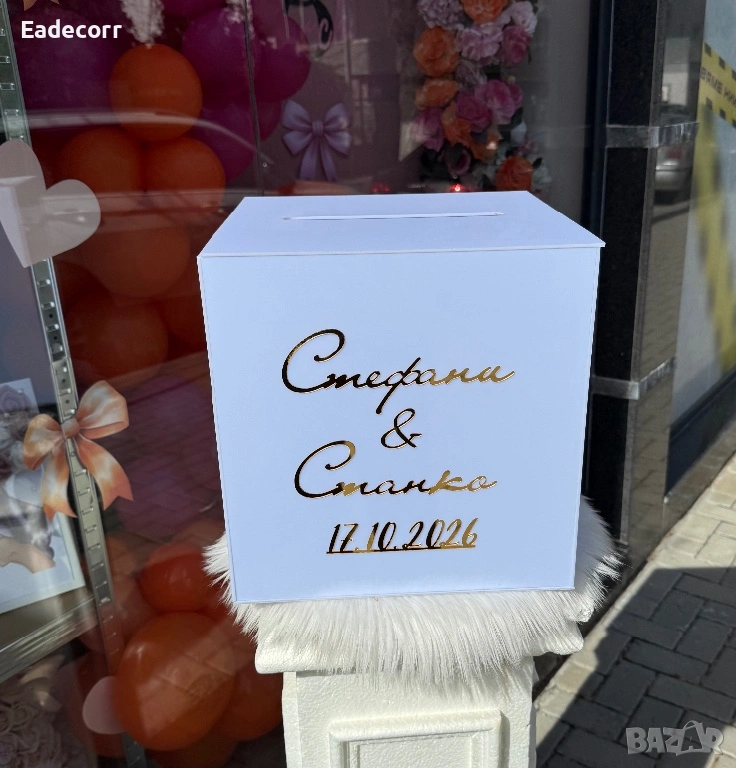 Eadecorr
Стефани
&
Станко
17.10.2026
BAZAR